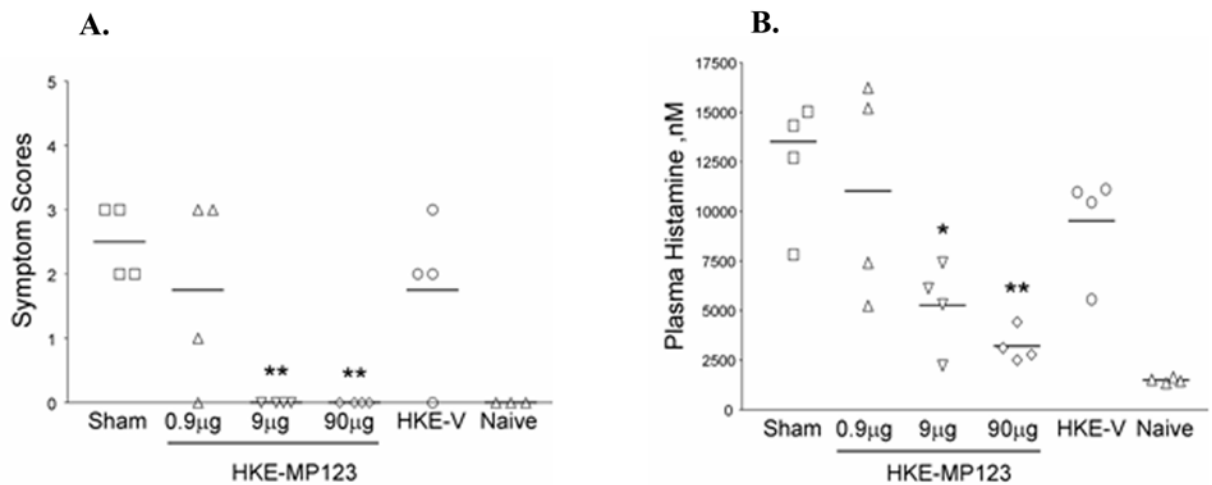 A.
5
4
3
2
1
0
Symptom Scores
** **
Sham 0.9μg 9μg 90μg HKE-V Naive
HKE-MP123
B.
17500
15000
12500
10000
7500
5000
2500
0
Plasma Histamine ,nM
*
**
Sham 0.9μg 9μg 90μg HKE-V Naive
HKE-MP123